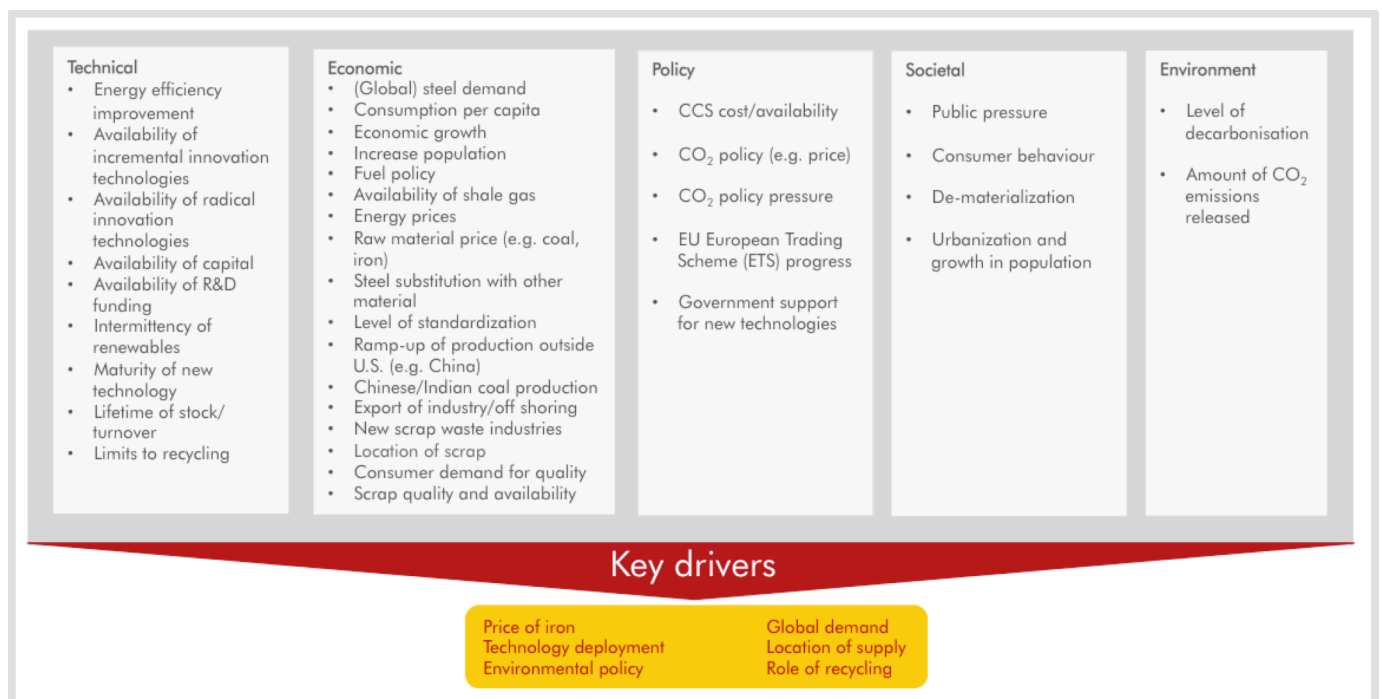 Technical
• Energy efficiency
improvement
• Availability of
incremental innovation
technologies
• Availability of radical
innovation
technologies
• Availability of capital
• Availability of R&D
funding
• Intermittency of
renewables
• Maturity of new
technology
• Lifetime of stock/
turnover
• Limits to recycling
Economic
• (Global) steel demand
• Consumption per capita
• Economic growth
• Increase population
• Fuel policy
• Availability of shale gas
• Energy prices
• Raw material price (e.g. coal,
iron)
• Steel substitution with other
material
• Level of standardization
• Ramp-up of production outside
U.S. (e.g. China)
• Chinese/Indian coal production
• Export of industry/off shoring
• New scrap waste industries
• Location of scrap
• Consumer demand for quality
• Scrap quality and availability
Policy
• CCS cost/availability
• CO₂ policy (e.g. price)
• CO₂ policy pressure
• EU European Trading
Scheme (ETS) progress
• Government support
for new technologies
Societal
• Public pressure
• Consumer behaviour
• De-materialization
• Urbanization and
growth in population
Environment
• Level of
decarbonisation
• Amount of CO₂
emissions
released
Key drivers
Price of iron
Technology deployment
Environmental policy
Global demand
Location of supply
Role of recycling